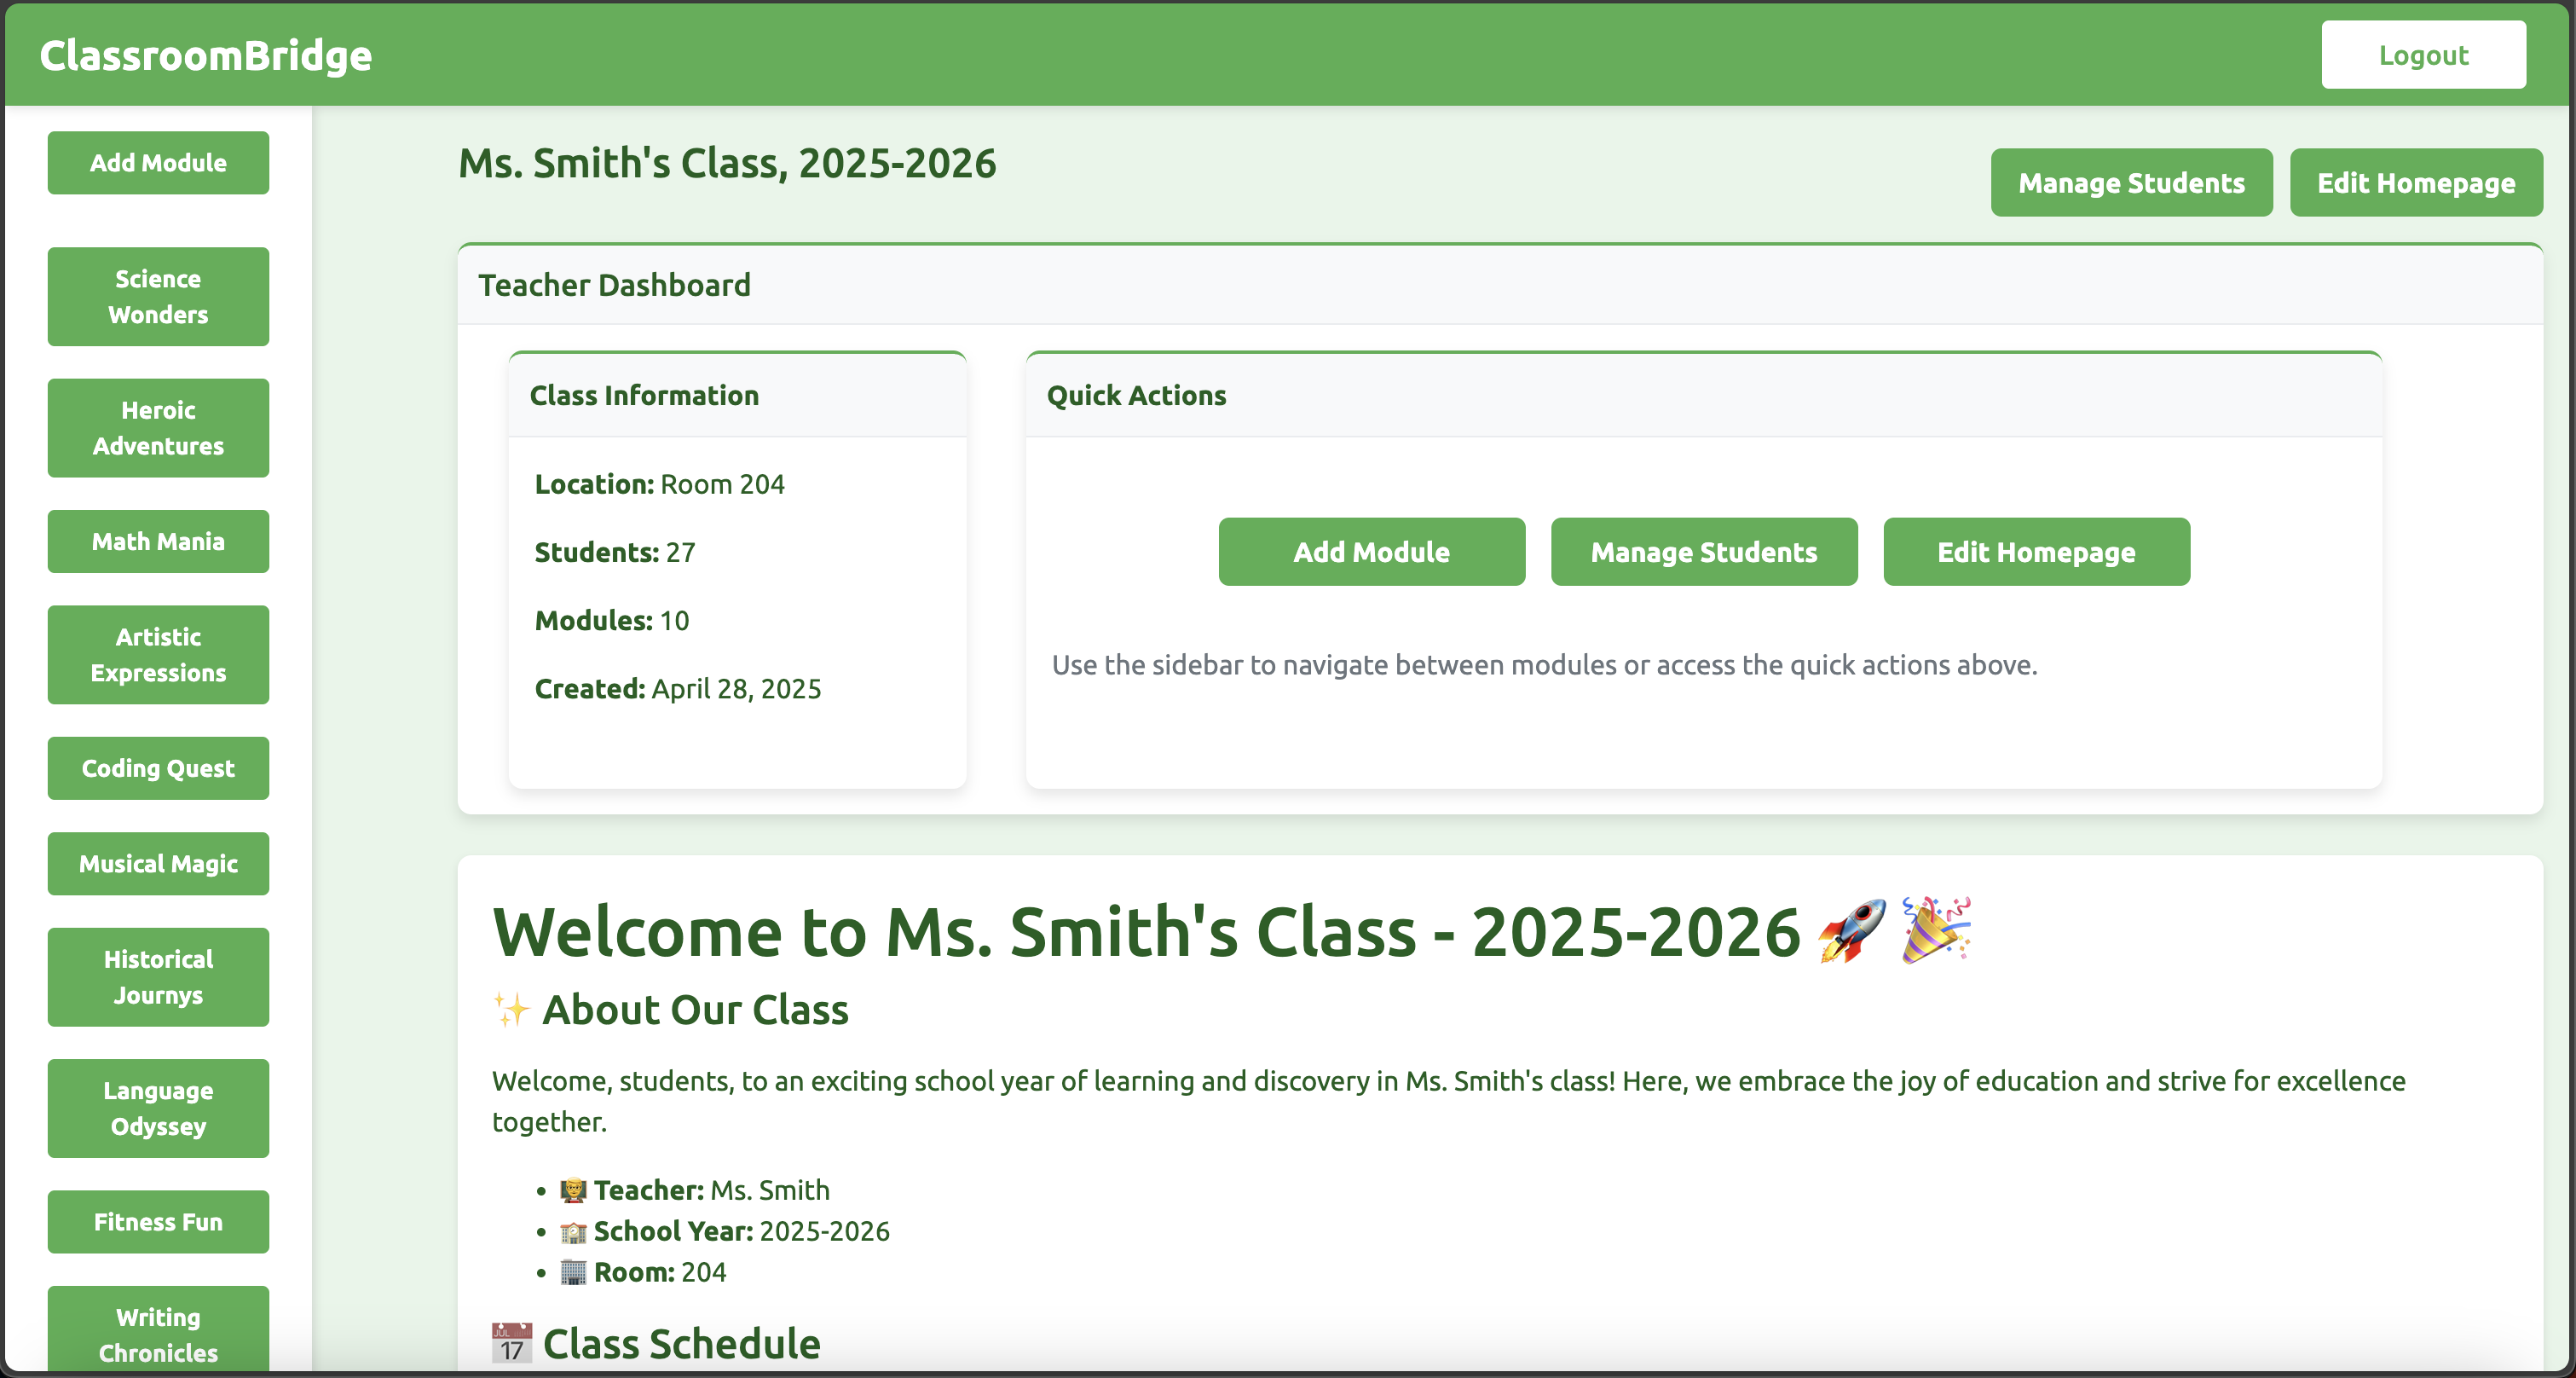 ClassroomBridge
Logout
Add Module
Science
Wonders
Heroic
Adventures
Math Mania
Artistic
Expressions
Coding Quest
Musical Magic
Historical
Journys
Language
Odyssey
Fitness Fun
Writing
Chronicles
Ms. Smith's Class, 2025-2026
Manage Students
Edit Homepage
Teacher Dashboard
Class Information
Location: Room 204
Students: 27
Modules: 10
Created: April 28, 2025
Quick Actions
Add Module
Manage Students
Edit Homepage
Use the sidebar to navigate between modules or access the quick actions above.
Welcome to Ms. Smith's Class - 2025-2026 🚀 🎉
✨ About Our Class
Welcome, students, to an exciting school year of learning and discovery in Ms. Smith's class! Here, we embrace the joy of education and strive for excellence
together.
• 👩‍🏫 Teacher: Ms. Smith
• 🏫 School Year: 2025-2026
• 🏢 Room: 204
📅 Class Schedule